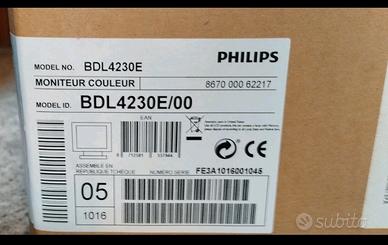 MODEL NO. BDL4230E
PHILIPS
MONITEUR COULEUR
8670 000 62217
MODEL ID. BDL4230E/00
EAN
ASSEMBLE EN
REPUBLIQUE TCHEQUE
NUMERO SERIE
FE3A1016001045
05
1016
subito